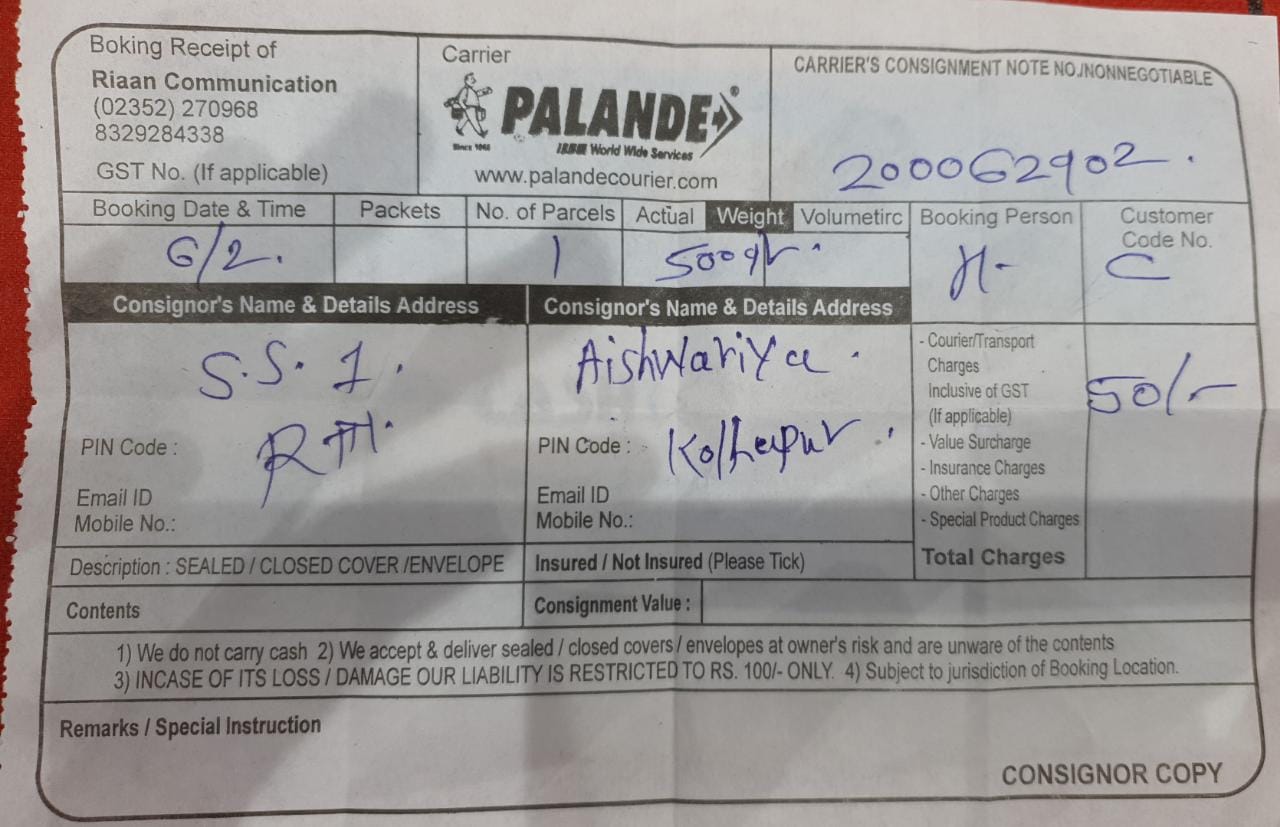 Boking Receipt of
Riaan Communication
(02352) 270968
8329284338
GST No. (If applicable)
Carrier
PALANDE
Since 1968
World Wide Services
www.palandecourier.com
CARRIER'S CONSIGNMENT NOTE NO./NONNEGOTIABLE
200062902.
Booking Date & Time
6/2.
Packets
No. of Parcels
1
Actual Weight Volumetirc
500gr.
Booking Person
H-
Customer
Code No.
C
Consignor's Name & Details Address
S.S. 1.
PIN Code :
Email ID
Mobile No.:
Consignor's Name & Details Address
Aishwariya.
PIN Code : Kolhapur.
Email ID
Mobile No.:
- Courier/Transport
Charges
Inclusive of GST
(If applicable)
- Value Surcharge
- Insurance Charges
- Other Charges
- Special Product Charges
Total Charges
50/-
Description : SEALED / CLOSED COVER /ENVELOPE
Insured / Not Insured (Please Tick)
Contents
Consignment Value :
1) We do not carry cash 2) We accept & deliver sealed / closed covers / envelopes at owner's risk and are unware of the contents
3) INCASE OF ITS LOSS / DAMAGE OUR LIABILITY IS RESTRICTED TO RS. 100/- ONLY. 4) Subject to jurisdiction of Booking Location.
Remarks / Special Instruction
CONSIGNOR COPY